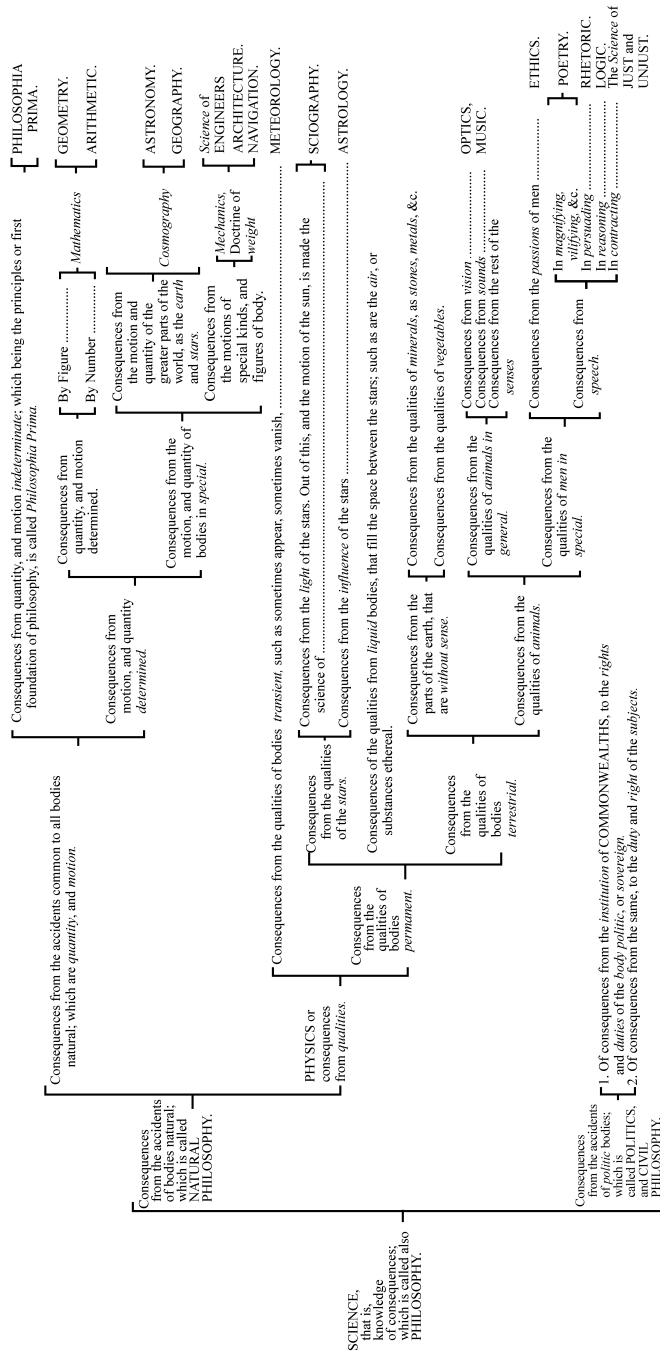 SCIENCE,
that is,
knowledge
of consequences;
which is called also
PHILOSOPHY.
Consequences
from the accidents
of bodies natural;
which is called
NATURAL
PHILOSOPHY.
Consequences from the accidents common to all bodies
natural; which are quantity, and motion.
Consequences from quantity, and motion indeterminate; which being the principles or first
foundation of philosophy, is called Philosophia Prima.
PHILOSOPHIA
PRIMA.
Consequences from
motion, and quantity
determined.
Consequences from
quantity, and motion
determined.
By Figure ..........
By Number ..........
Mathematics
GEOMETRY.
ARITHMETIC.
Consequences from the
motion, and quantity of
bodies in special.
Consequences from
the motion and
quantity of the
greater parts of the
world, as the earth
and stars.
Cosmography
ASTRONOMY.
GEOGRAPHY.
Consequences from
the motions of
special kinds, and
figures of body.
Mechanics,
Doctrine of
weight
Science of
ENGINEERS
ARCHITECTURE.
NAVIGATION.
PHYSICS or
consequences
from qualities.
Consequences from the qualities of bodies transient, such as sometimes appear, sometimes vanish, ..........
METEOROLOGY.
Consequences
from the
qualities of
bodies
permanent.
Consequences
from the qualities
of the stars.
Consequences from the light of the stars. Out of this, and the motion of the sun, is made the
science of ..........
SCIOGRAPHY.
Consequences from the influence of the stars ..........
ASTROLOGY.
Consequences of the qualities from liquid bodies, that fill the space between the stars; such as are the air, or
substances ethereal.
Consequences
from the
qualities of
bodies
terrestrial.
Consequences from the
parts of the earth, that
are without sense.
Consequences from the qualities of minerals, as stones, metals, &c.
Consequences from the qualities of vegetables.
Consequences from the
qualities of animals.
Consequences from the
qualities of animals in
general.
Consequences from vision ..........
Consequences from sounds ..........
Consequences from the rest of the
senses
OPTICS,
MUSIC.
Consequences from the
qualities of men in
special.
Consequences from the passions of men ..........
ETHICS.
Consequences from
speech.
In magnifying,
vilifying, &c.
In persuading ..........
In reasoning ..........
In contracting ..........
POETRY.
RHETORIC.
LOGIC.
The Science of
JUST and
UNJUST.
Consequences
from the accidents
of politic bodies;
which is
called POLITICS,
and CIVIL
PHILOSOPHY.
1. Of consequences from the institution of COMMONWEALTHS, to the rights
and duties of the body politic, or sovereign.
2. Of consequences from the same, to the duty and right of the subjects.